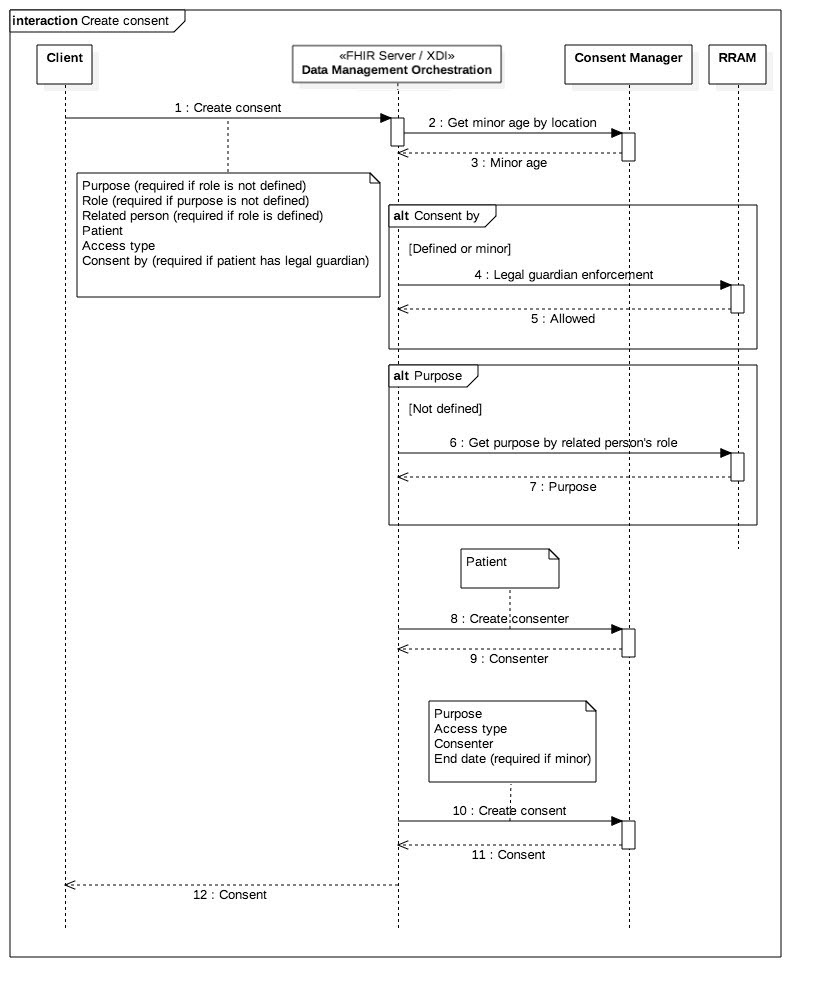 interaction Create consent
Client
«FHIR Server / XDI»
Data Management Orchestration
Consent Manager
RRAM
1 : Create consent
2 : Get minor age by location
3 : Minor age
Purpose (required if role is not defined)
Role (required if purpose is not defined)
Related person (required if role is defined)
Patient
Access type
Consent by (required if patient has legal guardian)
alt Consent by
[Defined or minor]
4 : Legal guardian enforcement
5 : Allowed
alt Purpose
[Not defined]
6 : Get purpose by related person's role
7 : Purpose
Patient
8 : Create consenter
9 : Consenter
Purpose
Access type
Consenter
End date (required if minor)
10 : Create consent
11 : Consent
12 : Consent